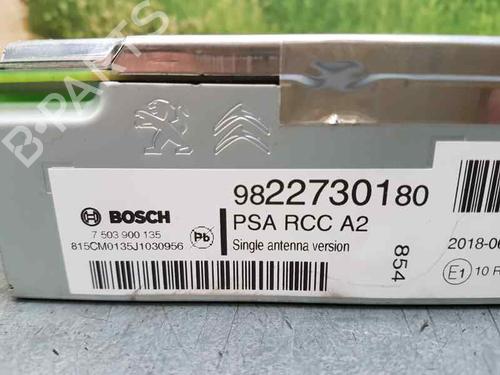 B-PARTS
BOSCH
7 503 900 135
815CM0135J1030956
Pb
9822730180
PSA RCC A2
Single antenna version
854
2018-06
E1 10 R